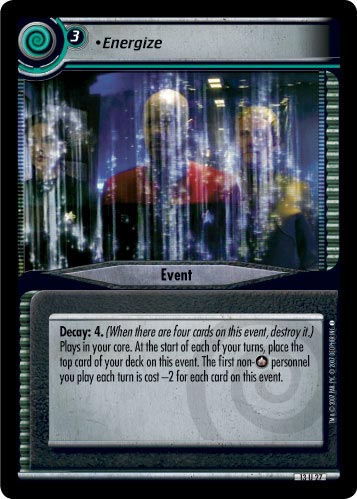 3
•Energize
Event
Decay: 4. (When there are four cards on this event, destroy it.)
Plays in your core. At the start of each of your turns, place the
top card of your deck on this event. The first non- personnel
you play each turn is cost –2 for each card on this event.
13 U 27